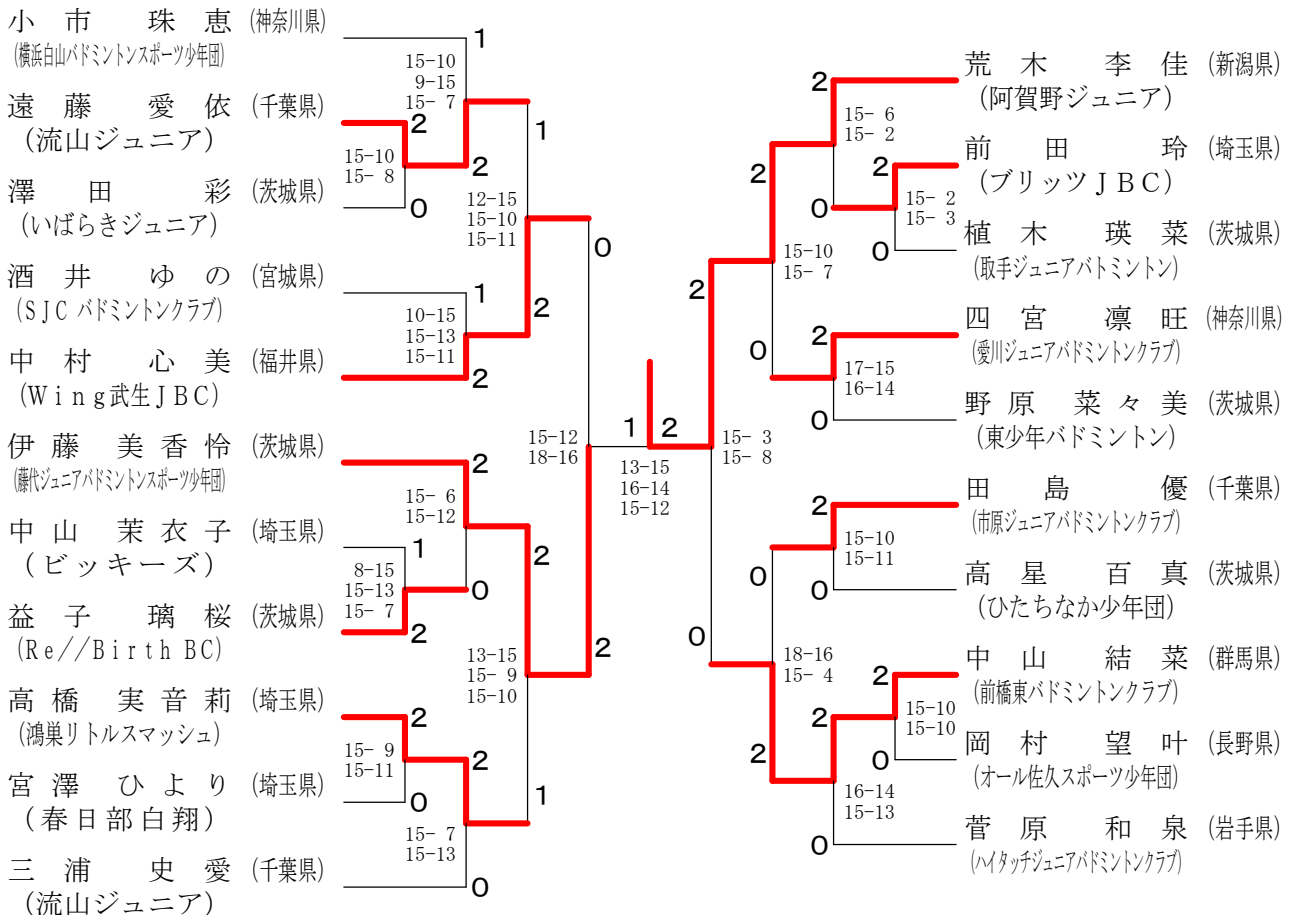 小市 珠恵 (神奈川県)
(横浜白山バドミントンスポーツ少年団)
遠藤 愛依 (千葉県)
(流山ジュニア)
澤田 彩 (茨城県)
(いばらきジュニア)
酒井 ゆの (宮城県)
(SJC バドミントンクラブ)
中村 心美 (福井県)
(Wing武生JBC)
伊藤 美香怜 (茨城県)
(藤代ジュニアバドミントンスポーツ少年団)
中山 茉衣子 (埼玉県)
(ビッキーズ)
益子 璃桜 (茨城県)
(Re//Birth BC)
高橋 実音莉 (埼玉県)
(鴻巣リトルスマッシュ)
宮澤 ひより (埼玉県)
(春日部白翔)
三浦 史愛 (千葉県)
(流山ジュニア)
1
15-10
9-15
15- 7
2
2
15-10
15- 8
0
1
12-15
15-10
15-11
1
10-15
15-13
15-11
2
2
0
2
15- 6
15-12
1
8-15
15-13
15- 7
0
2
2
15-12
18-16
13-15
15- 9
15-10
2
2
15- 9
15-11
0
2
1
15- 7
15-13
0
1
2
13-15
16-14
15-12
荒木 李佳 (新潟県)
(阿賀野ジュニア)
前田 玲 (埼玉県)
(ブリッツJBC)
植木 瑛菜 (茨城県)
(取手ジュニアバトミントン)
四宮 凛旺 (神奈川県)
(愛川ジュニアバドミントンクラブ)
野原 菜々美 (茨城県)
(東少年バドミントン)
田島 優 (千葉県)
(市原ジュニアバドミントンクラブ)
高星 百真 (茨城県)
(ひたちなか少年団)
中山 結菜 (群馬県)
(前橋東バドミントンクラブ)
岡村 望叶 (長野県)
(オール佐久スポーツ少年団)
菅原 和泉 (岩手県)
(ハイタッチジュニアバドミントンクラブ)
2
15- 6
15- 2
2
2
0
15- 2
15- 3
0
2
15-10
15- 7
2
0
17-15
16-14
0
15- 3
15- 8
2
15-10
15-11
0
0
0
18-16
15- 4
2
15-10
15-10
2
2
0
16-14
15-13
0